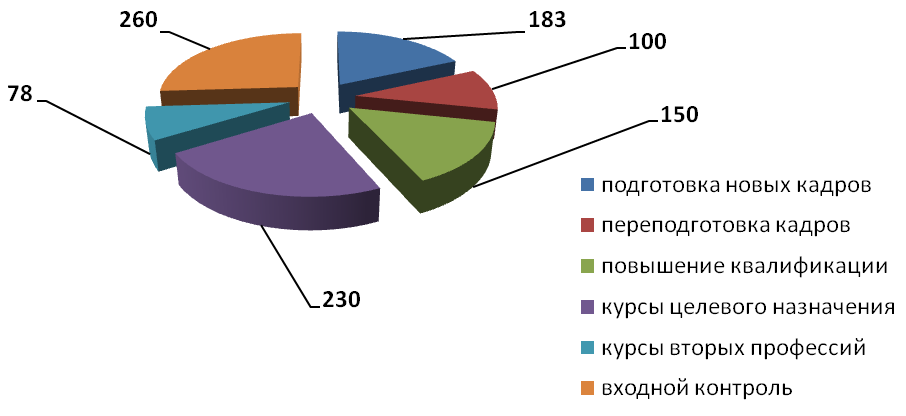 260
183
100
78
150
230
подготовка новых кадров
переподготовка кадров
повышение квалификации
курсы целевого назначения
курсы вторых профессий
входной контроль